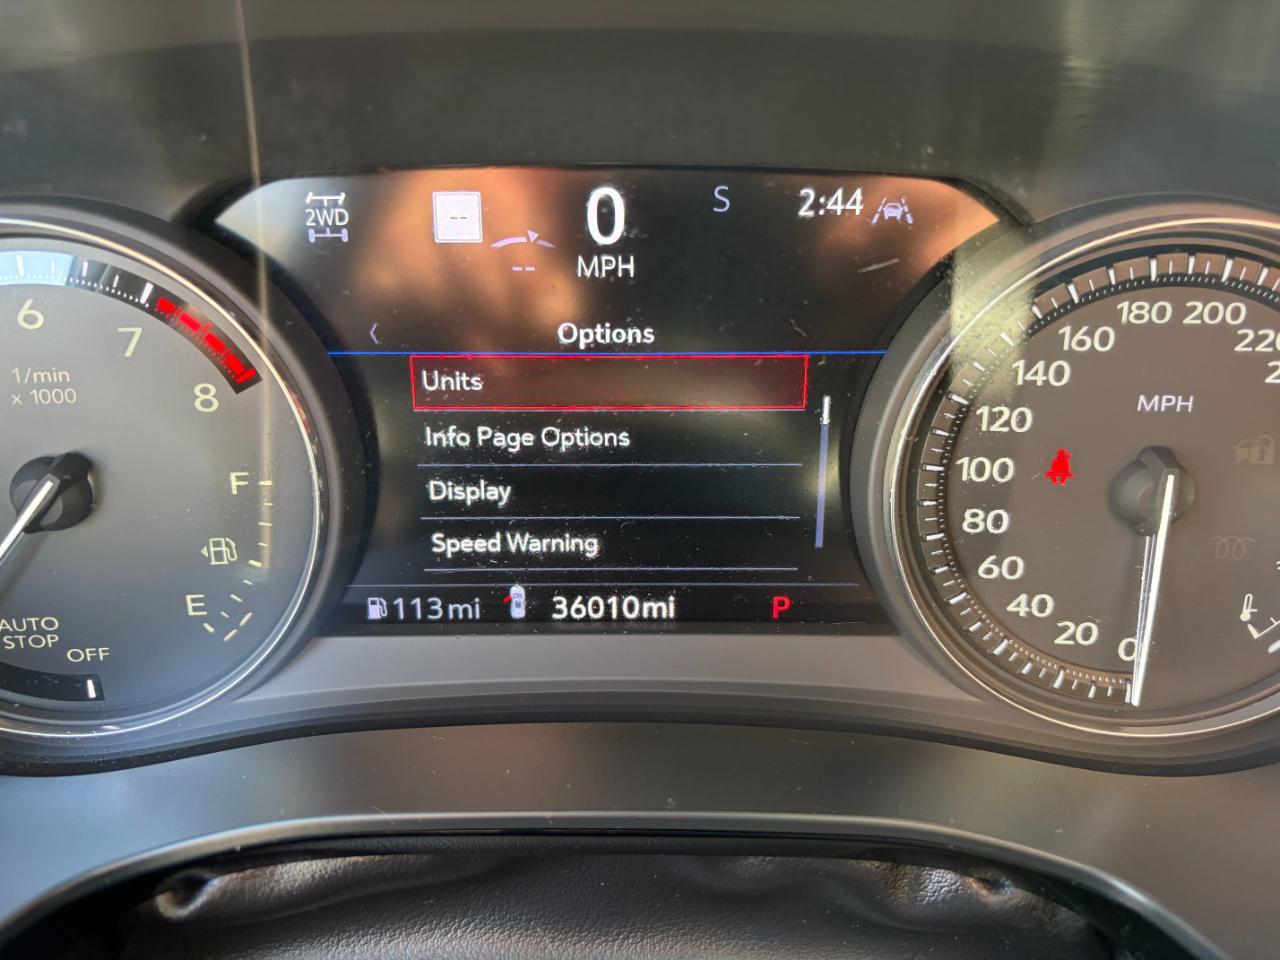 2WD
--
--
0
MPH
S
2:44
Options
Units
Info Page Options
Display
Speed Warning
113mi
36010mi
P
6
7
8
1/min
x 1000
F
E
AUTO
STOP
OFF
MPH
0
20
40
60
80
100
120
140
160
180
200